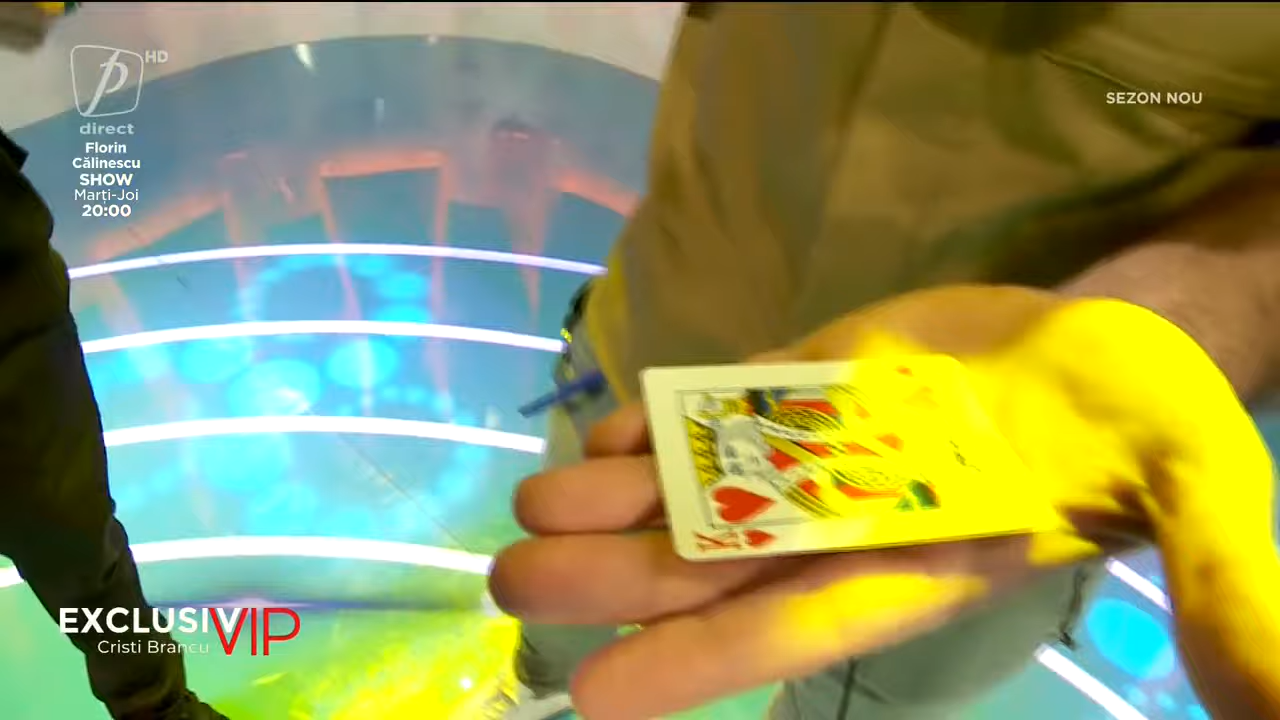 HD
p
direct
Florin
Călinescu
SHOW
Marți-Joi
20:00
SEZON NOU
K
EXCLUSIV VIP
Cristi Brancu